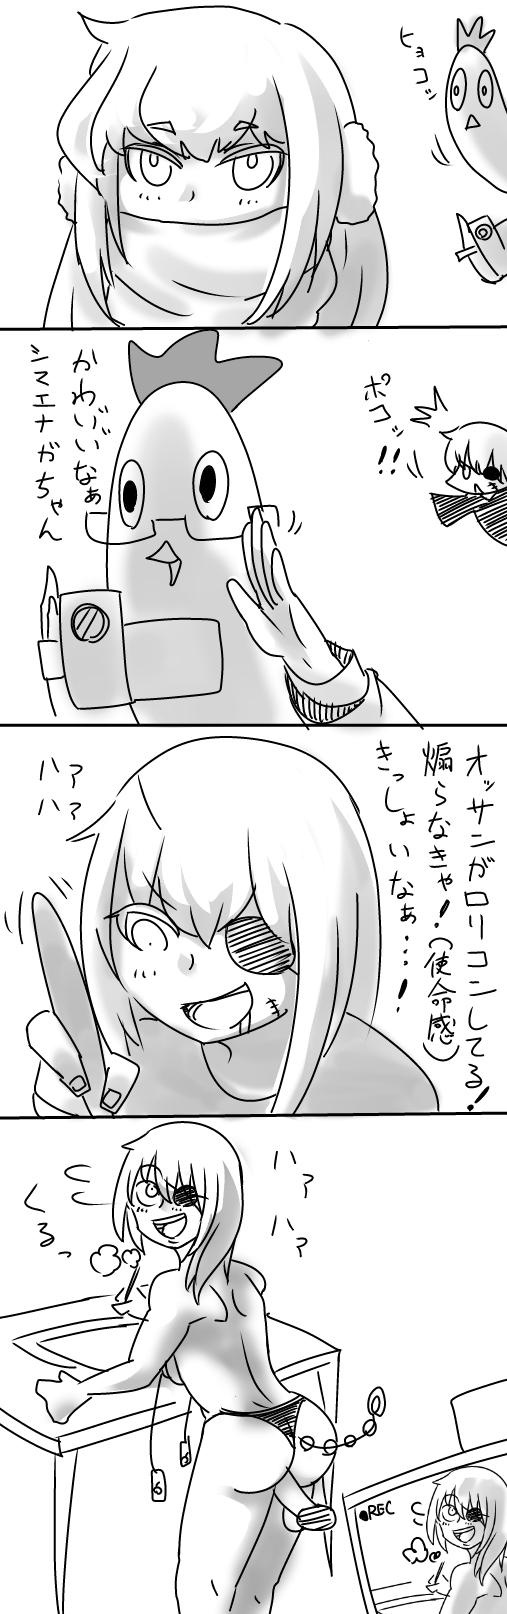 ヒョコッ
かわいいなぁ
シマエナガちゃん
ポコッ
!!
オッサンがロリコンしてる!
煽らなきゃ!(使命感)
きっしょいなぁ…!
ハァ
ハァ
ハァ
ハァ
くるっ
●REC